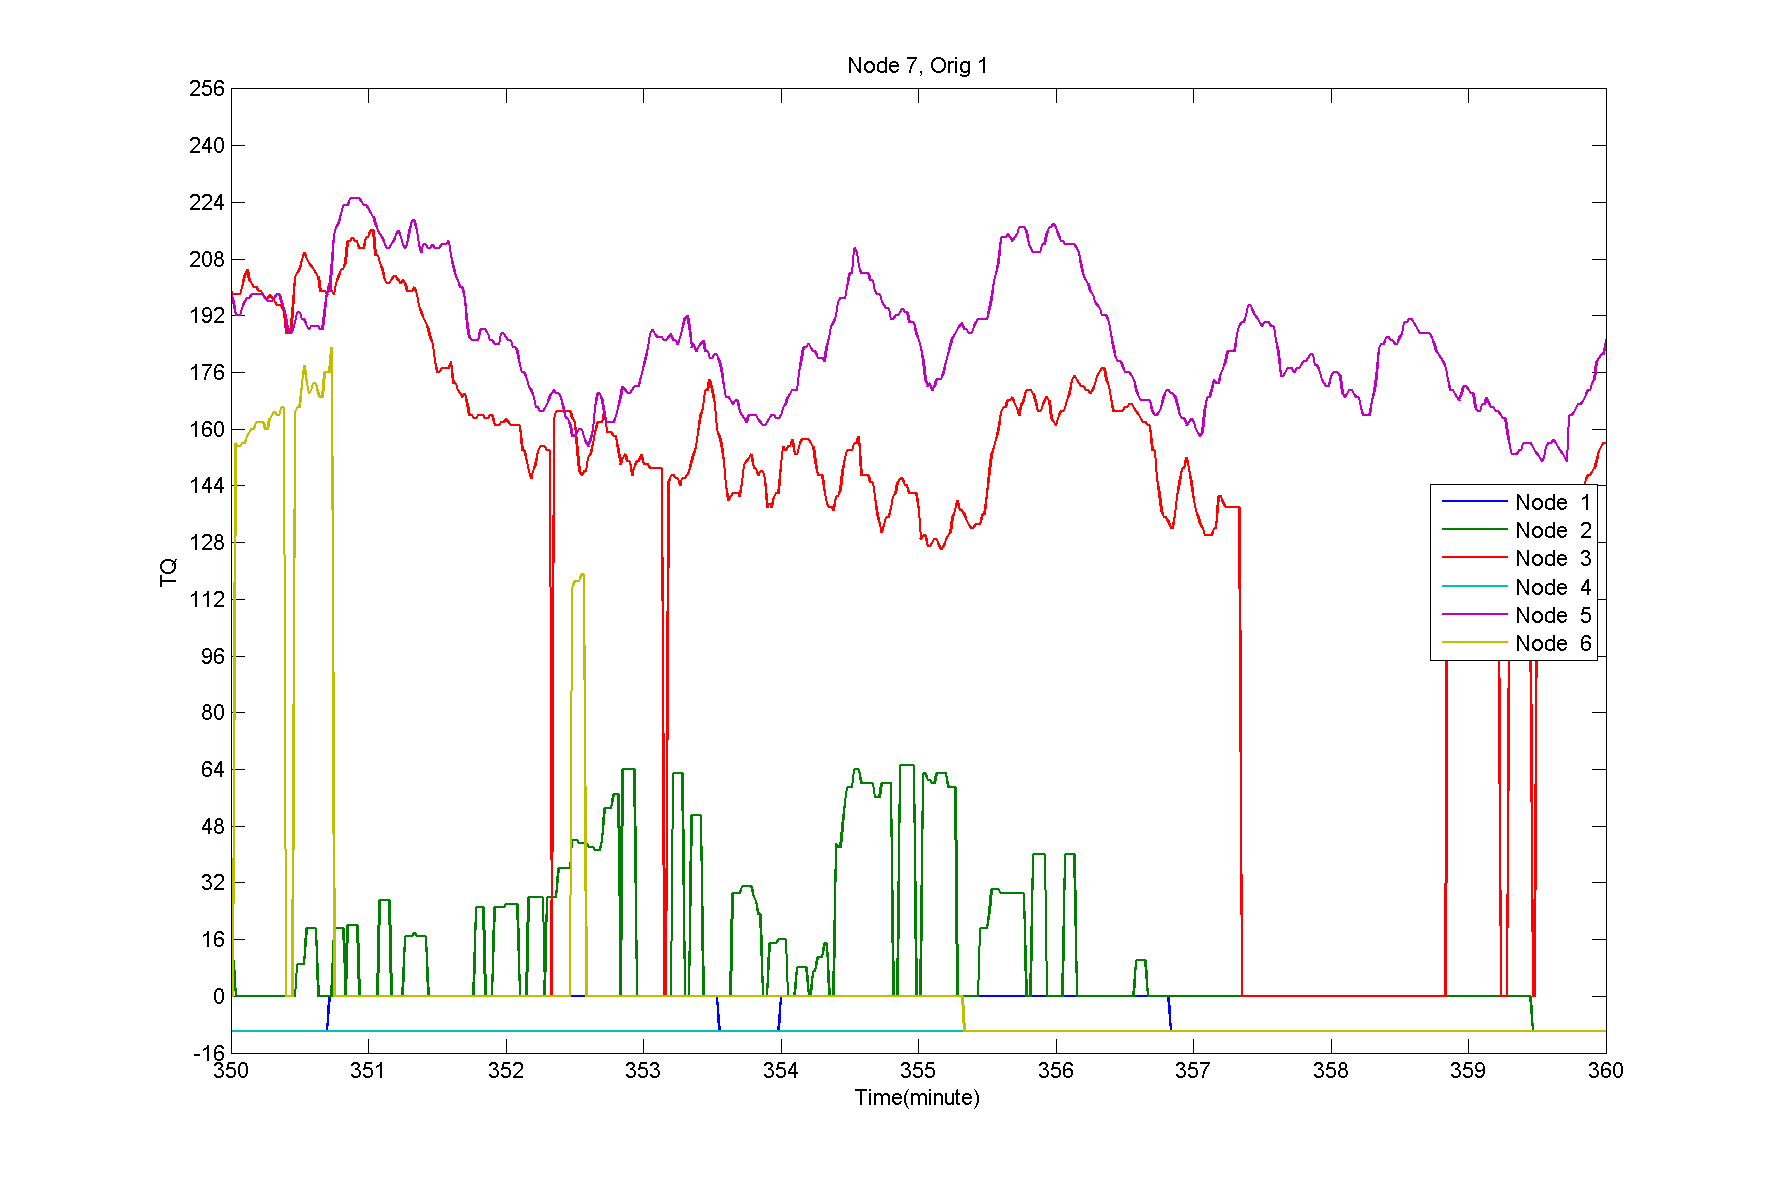 Node 7, Orig 1
256
240
224
208
192
176
160
144
128
112
96
80
64
48
32
16
0
-16
TQ
Node 1
Node 2
Node 3
Node 4
Node 5
Node 6
350 351 352 353 354 355 356 357 358 359 360
Time(minute)